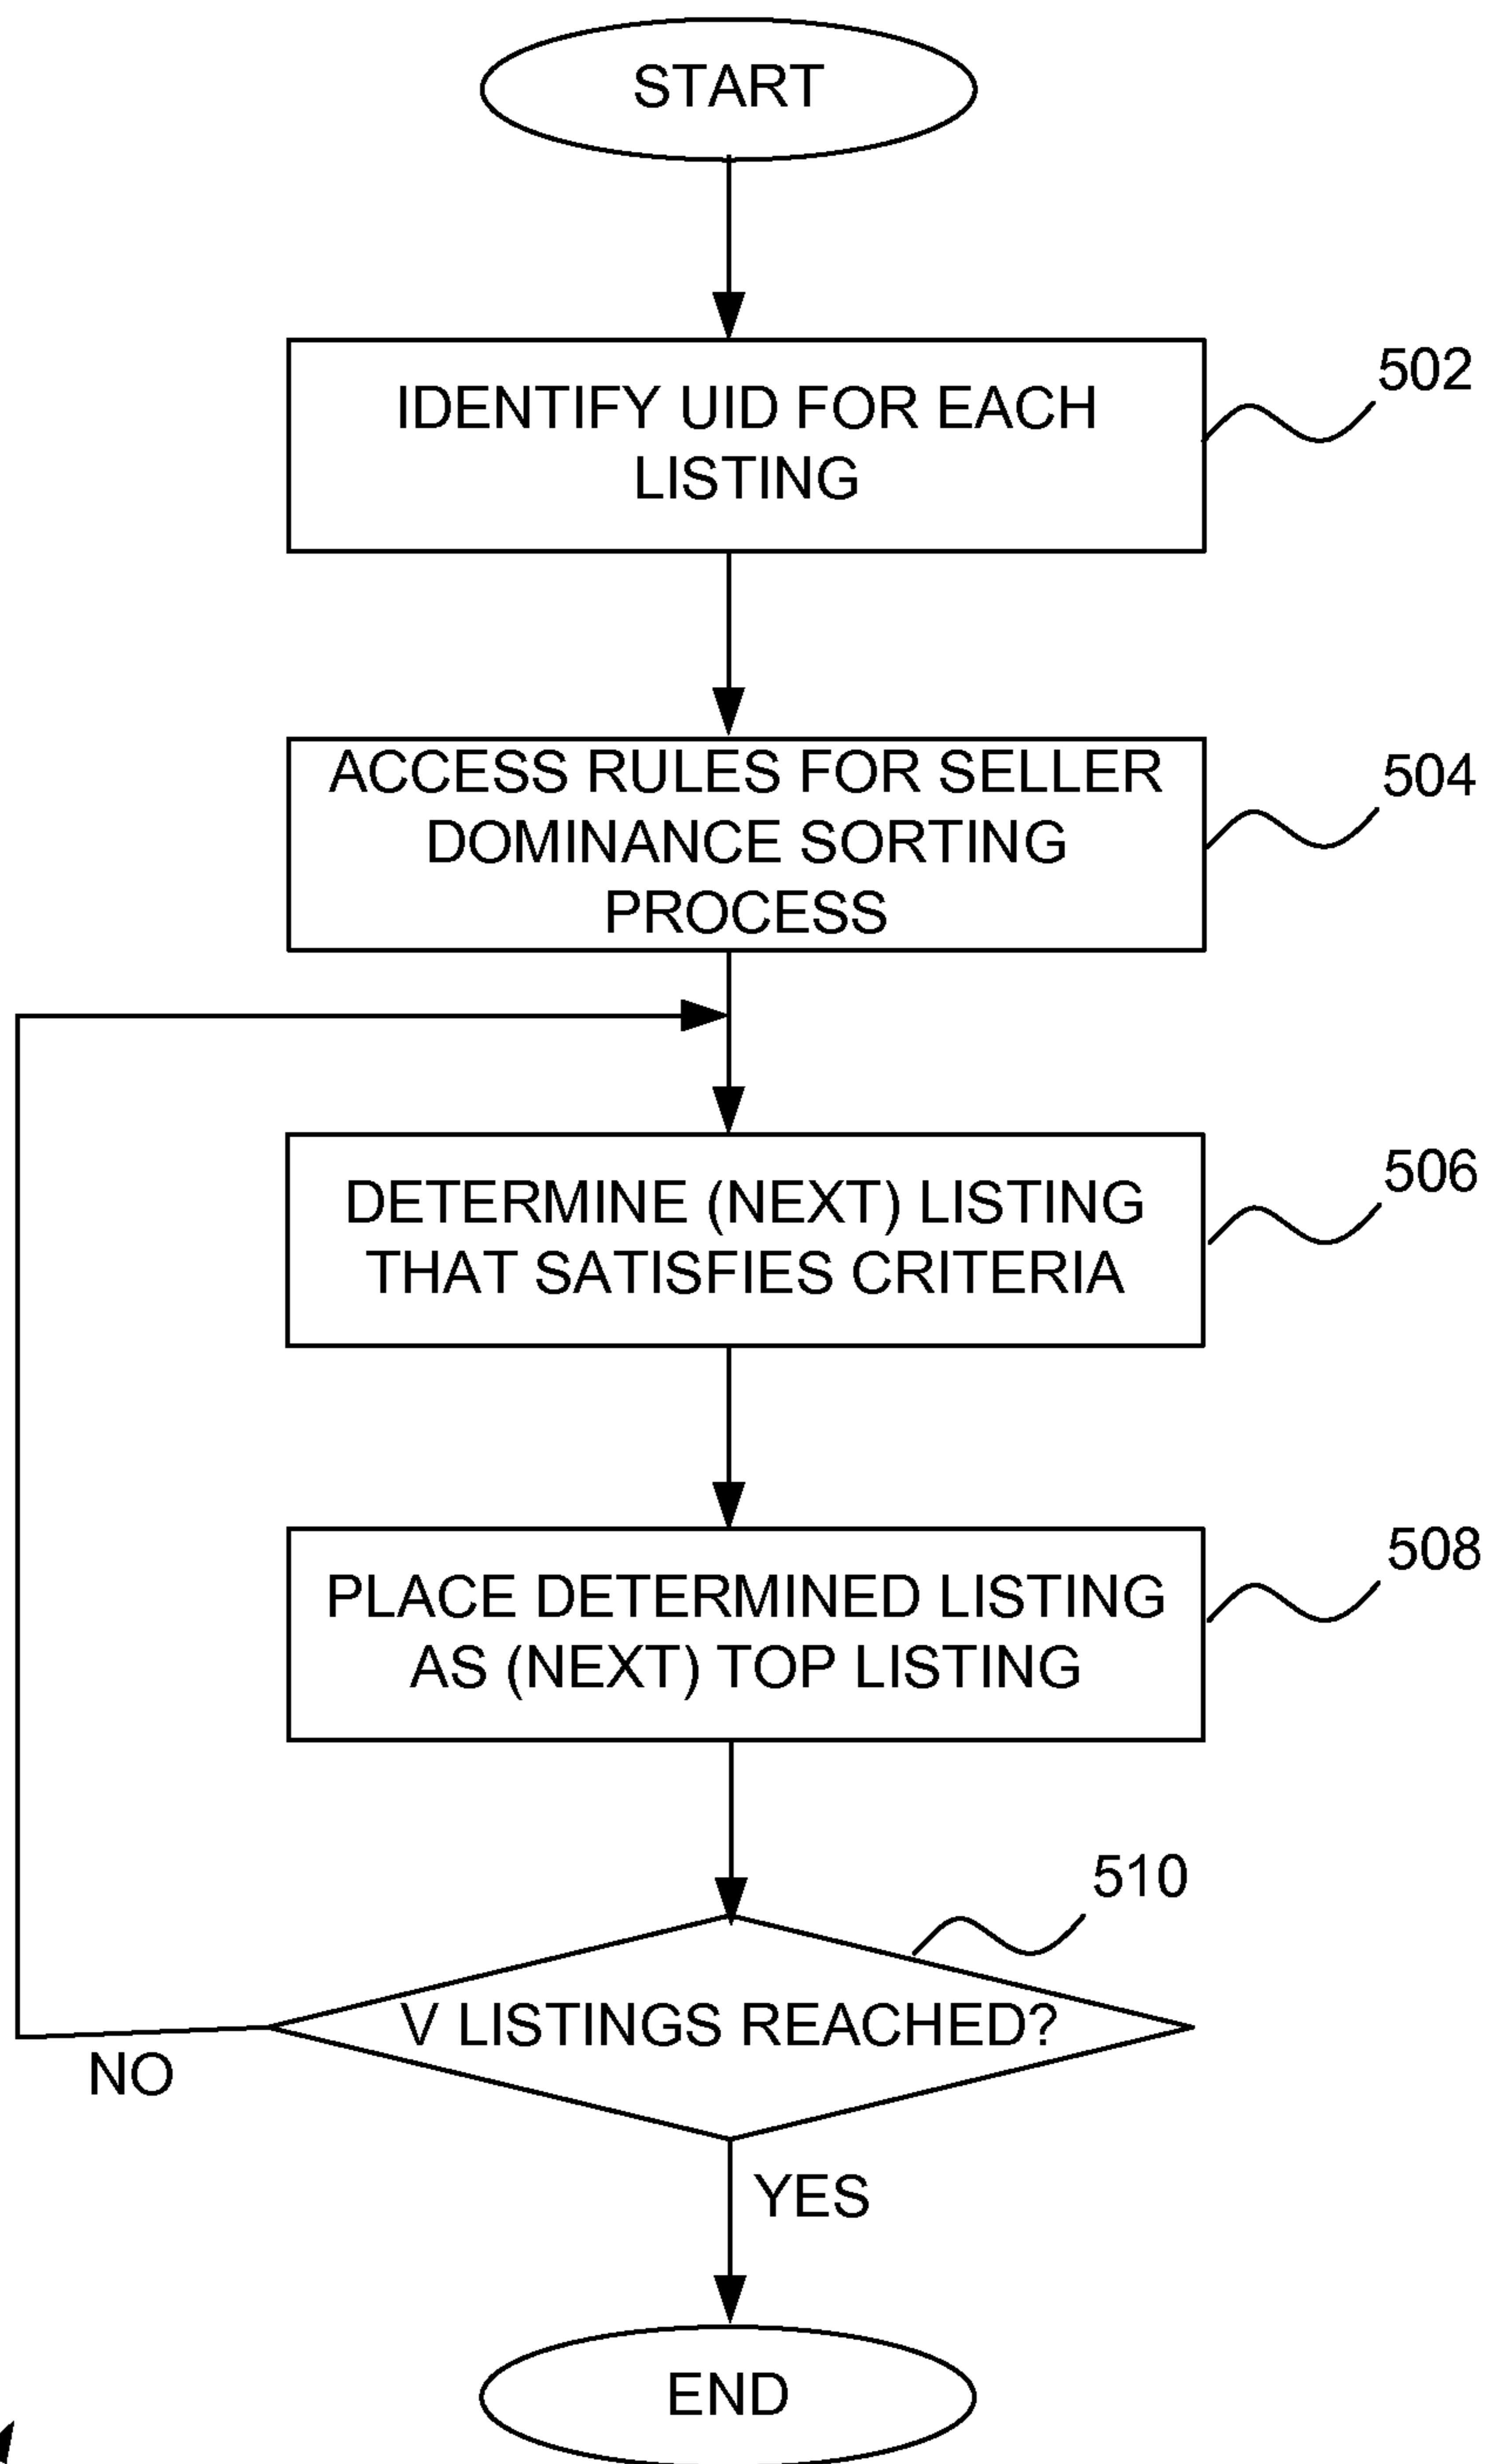 START
IDENTIFY UID FOR EACH
LISTING
502
ACCESS RULES FOR SELLER
DOMINANCE SORTING
PROCESS
504
DETERMINE (NEXT) LISTING
THAT SATISFIES CRITERIA
506
PLACE DETERMINED LISTING
AS (NEXT) TOP LISTING
508
510
V LISTINGS REACHED?
NO
YES
END